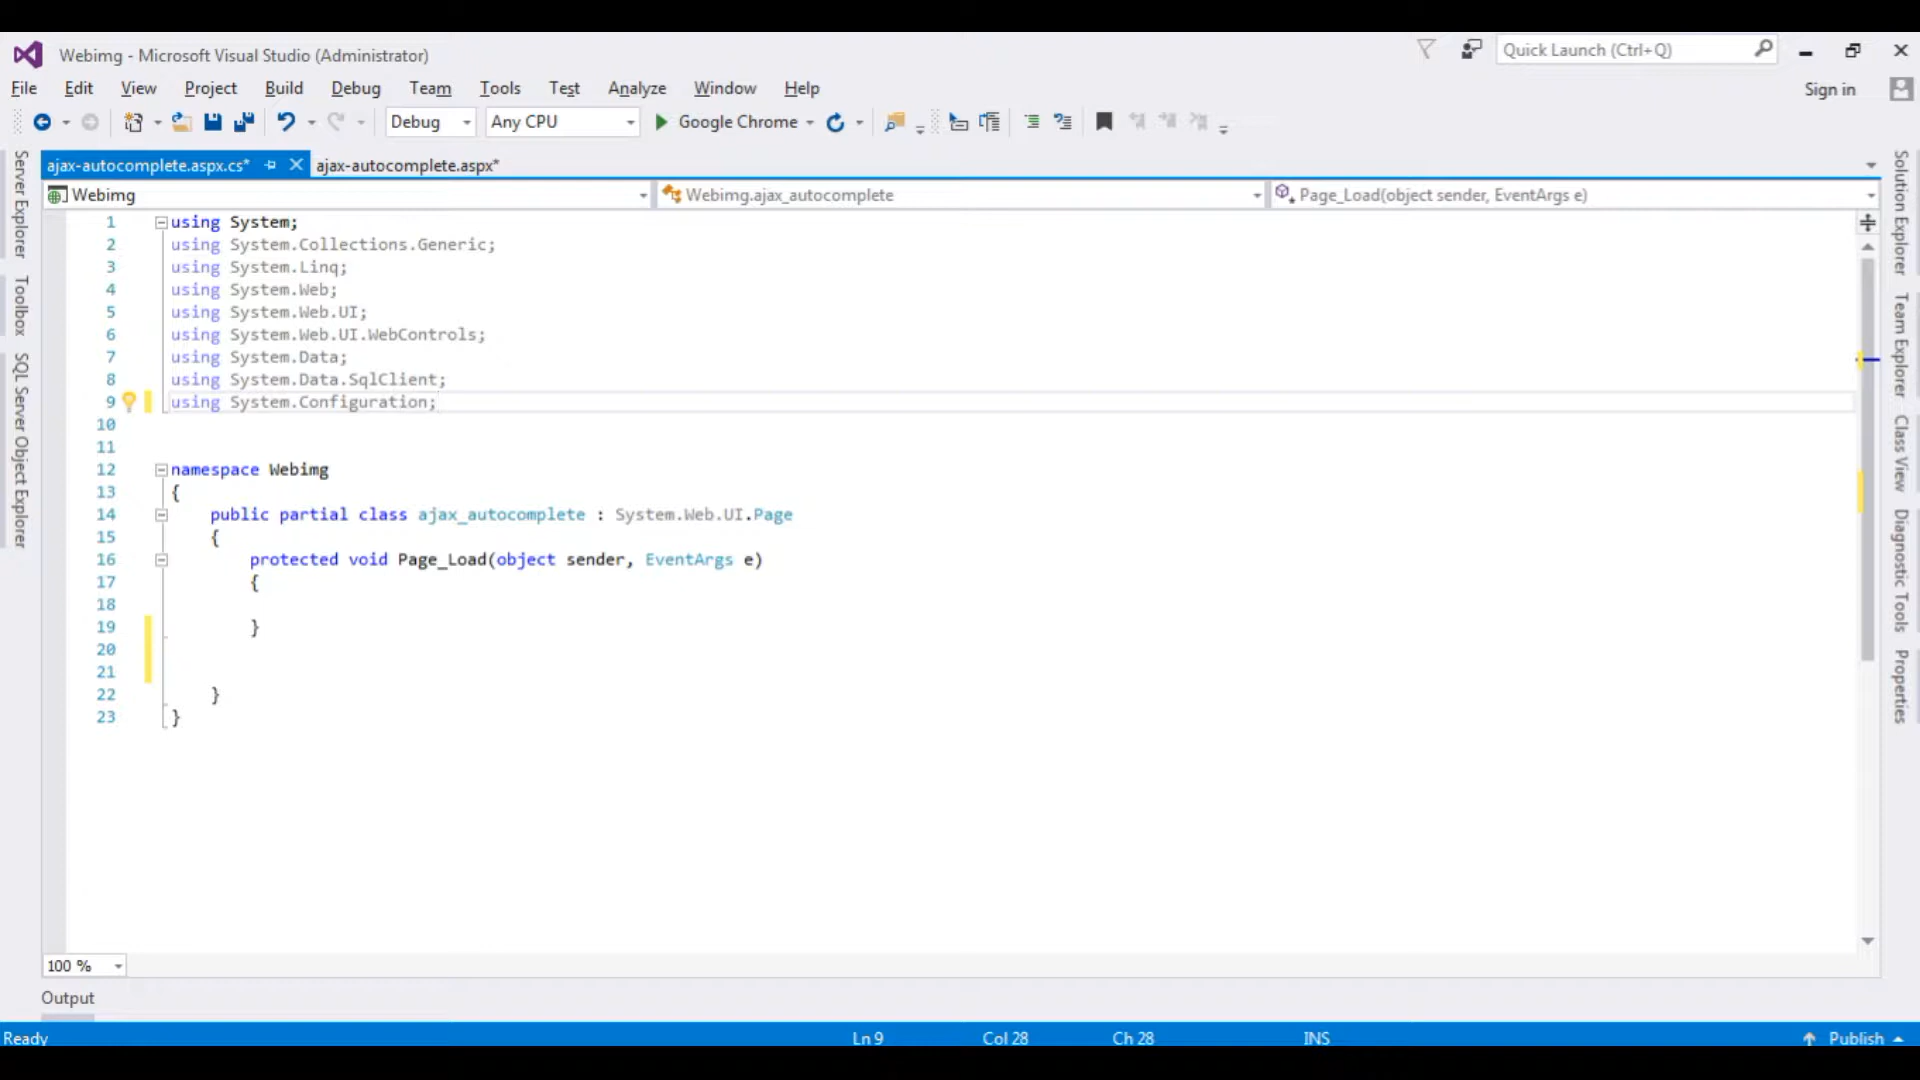 Webimg - Microsoft Visual Studio (Administrator)
Quick Launch (Ctrl+Q)
File Edit View Project Build Debug Team Tools Test Analyze Window Help
Sign in
Debug Any CPU Google Chrome
ajax-autocomplete.aspx.cs* ajax-autocomplete.aspx*
Webimg Webimg.ajax_autocomplete Page_Load(object sender, EventArgs e)
Server Explorer
Toolbox
SQL Server Object Explorer
1 using System;
2 using System.Collections.Generic;
3 using System.Linq;
4 using System.Web;
5 using System.Web.UI;
6 using System.Web.UI.WebControls;
7 using System.Data;
8 using System.Data.SqlClient;
9 using System.Configuration;
10
11
12 namespace Webimg
13 {
14 public partial class ajax_autocomplete : System.Web.UI.Page
15 {
16 protected void Page_Load(object sender, EventArgs e)
17 {
18
19 }
20
21
22 }
23 }
Solution Explorer
Team Explorer
Class View
Diagnostic Tools
Properties
100 %
Output
Ready Ln 9 Col 28 Ch 28 INS Publish